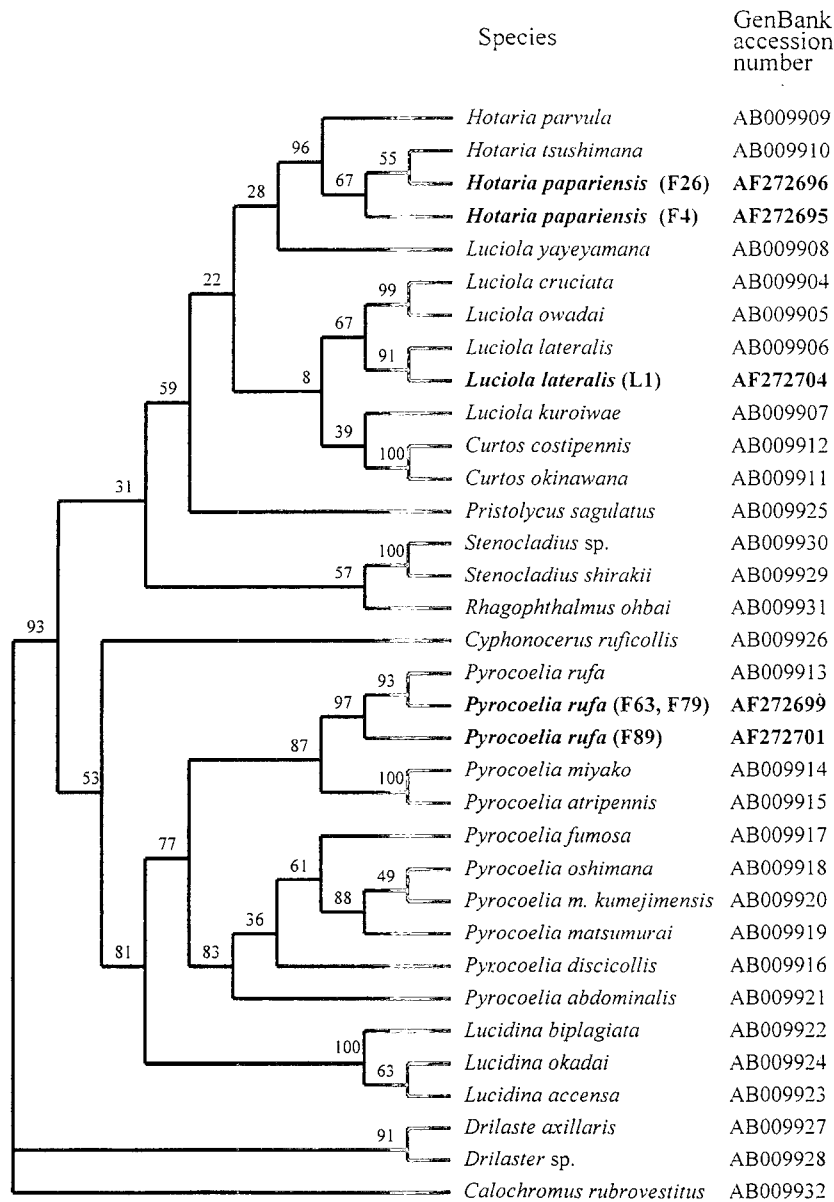 Species
GenBank
accession
number
Hotaria parvula AB009909
96
Hotaria tsushimana AB009910
55
Hotaria papariensis (F26) AF272696
67
28
Hotaria papariensis (F4) AF272695
Luciola yayeyamana AB009908
22
Luciola cruciata AB009904
99
Luciola owadai AB009905
67
Luciola lateralis AB009906
91
Luciola lateralis (L1) AF272704
8
59
Luciola kuroiwae AB009907
39
Curtos costipennis AB009912
100
Curtos okinawana AB009911
31
Pristolycus sagulatus AB009925
Stenocladius sp. AB009930
100
Stenocladius shirakii AB009929
57
Rhagophthalmus ohbai AB009931
93
Cyphonocerus ruficollis AB009926
Pyrocoelia rufa AB009913
93
Pyrocoelia rufa (F63, F79) AF272699
97
Pyrocoelia rufa (F89) AF272701
87
Pyrocoelia miyako AB009914
53
100
Pyrocoelia atripennis AB009915
Pyrocoelia fumosa AB009917
77
Pyrocoelia oshimana AB009918
61
49
Pyrocoelia m. kumejimensis AB009920
88
36
Pyrocoelia matsumurai AB009919
81
83
Pyrocoelia discicollis AB009916
Pyrocoelia abdominalis AB009921
Lucidina biplagiata AB009922
100
Lucidina okadai AB009924
63
Lucidina accensa AB009923
Drilaste axillaris AB009927
91
Drilaster sp. AB009928
Calochromus rubrovestitus AB009932